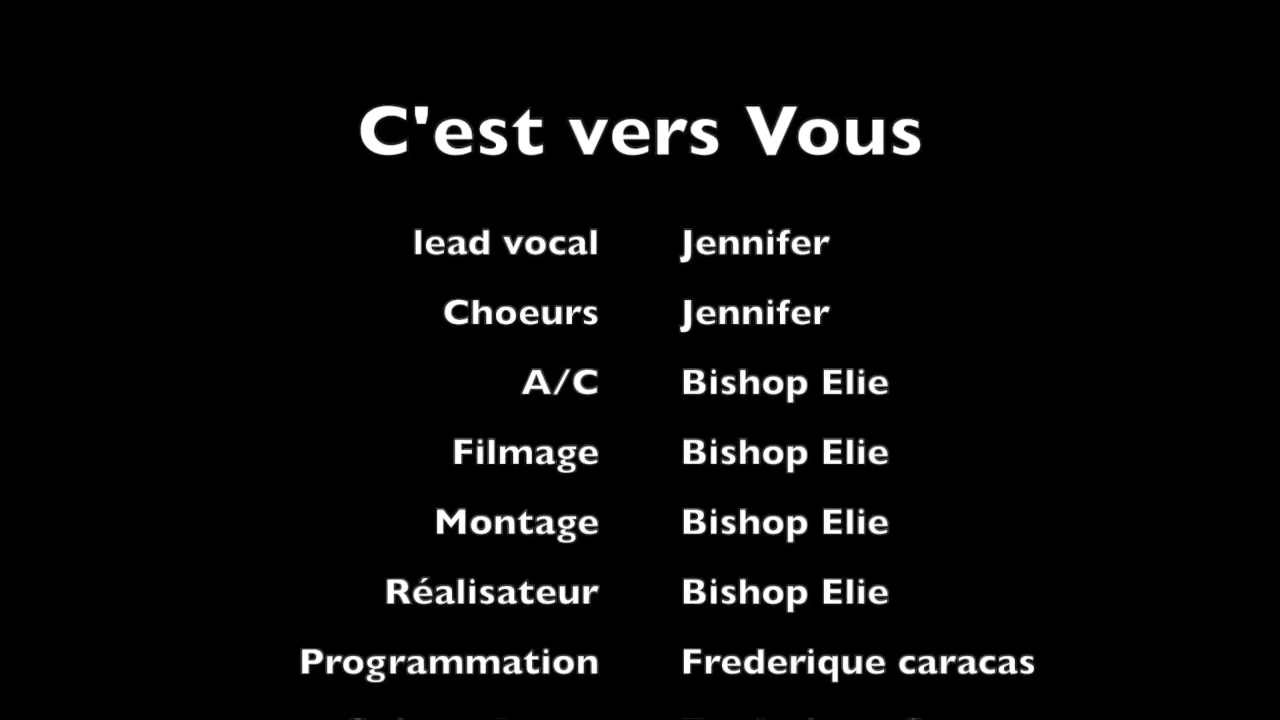 C'est vers Vous
lead vocal Jennifer
Choeurs Jennifer
A/C Bishop Elie
Filmage Bishop Elie
Montage Bishop Elie
Réalisateur Bishop Elie
Programmation Frederique caracas